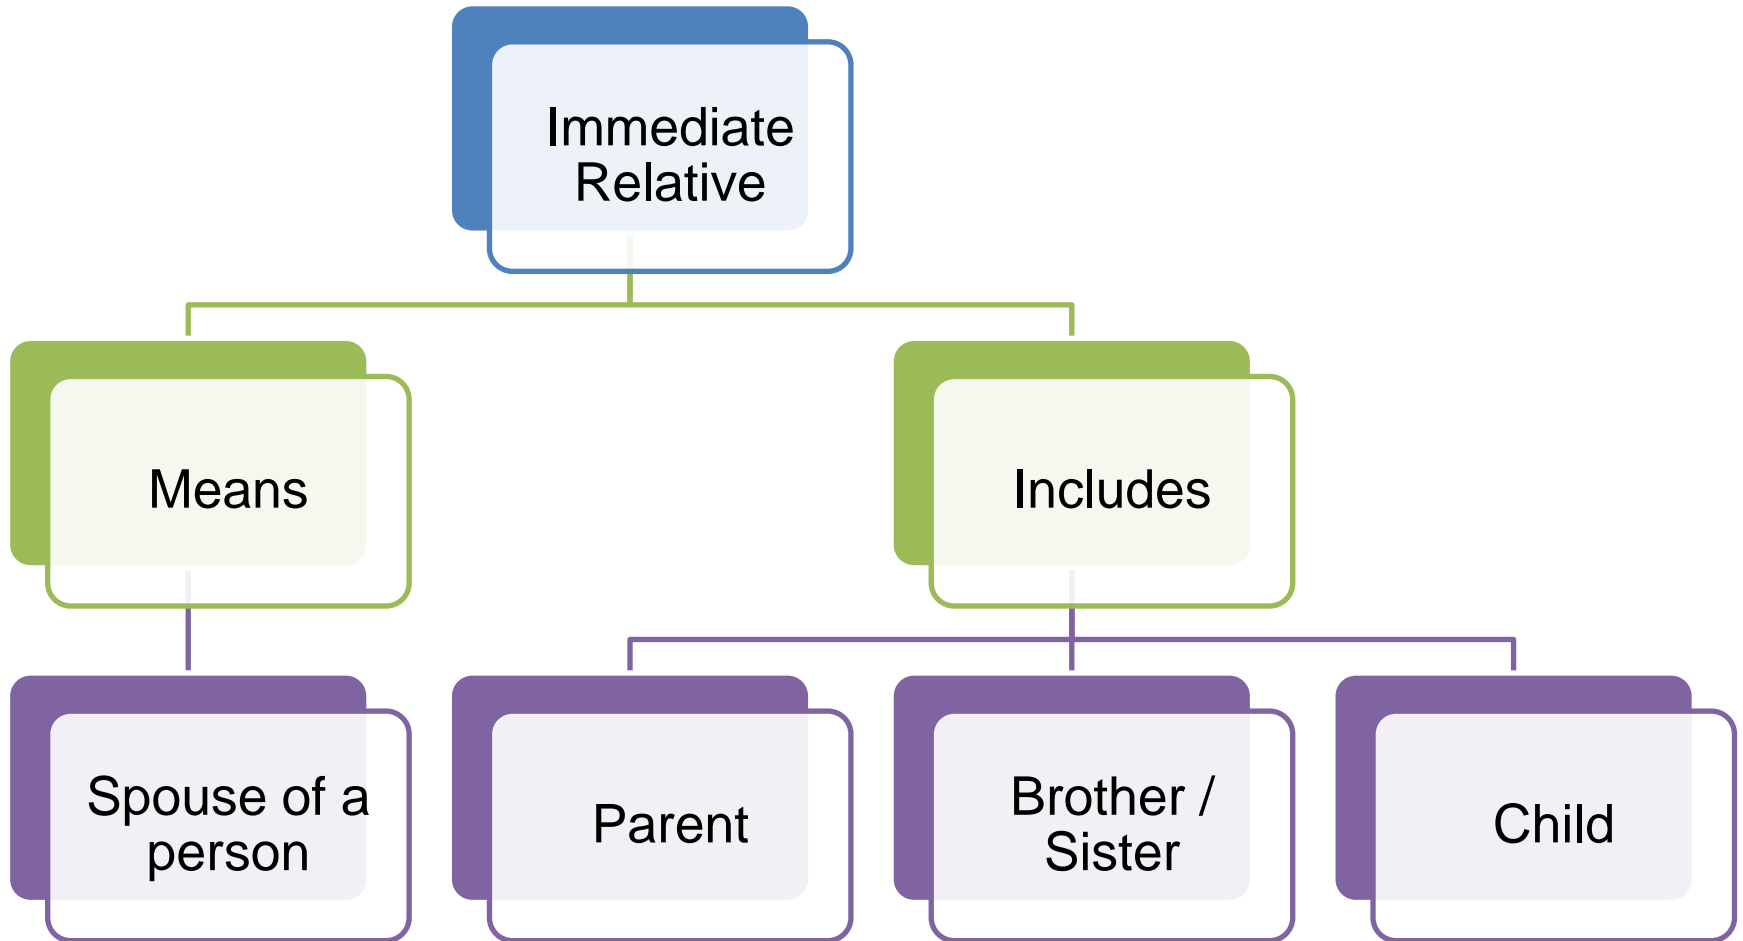 Immediate
Relative
Means
Includes
Spouse of a
person
Parent
Brother /
Sister
Child